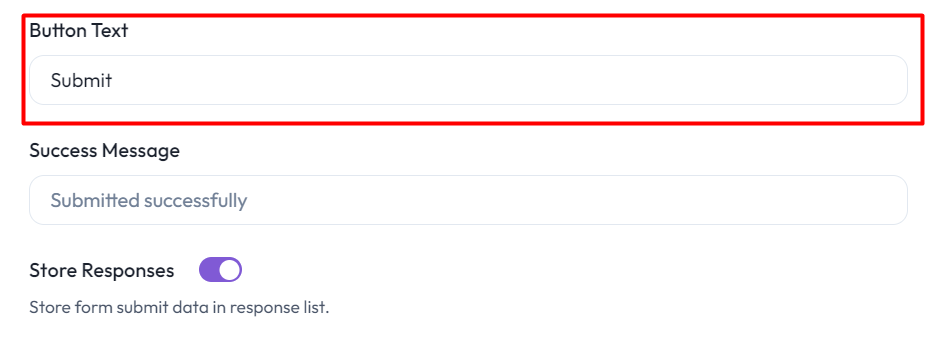 Button Text
Submit
Success Message
Submitted successfully
Store Responses
Store form submit data in response list.